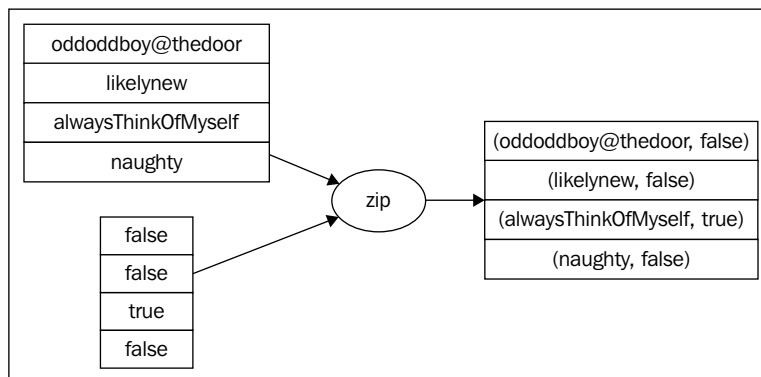 oddoddboy@thedoor
likelynew
alwaysThinkOfMyself
naughty
false
false
true
false
zip
(oddoddboy@thedoor, false)
(likelynew, false)
(alwaysThinkOfMyself, true)
(naughty, false)